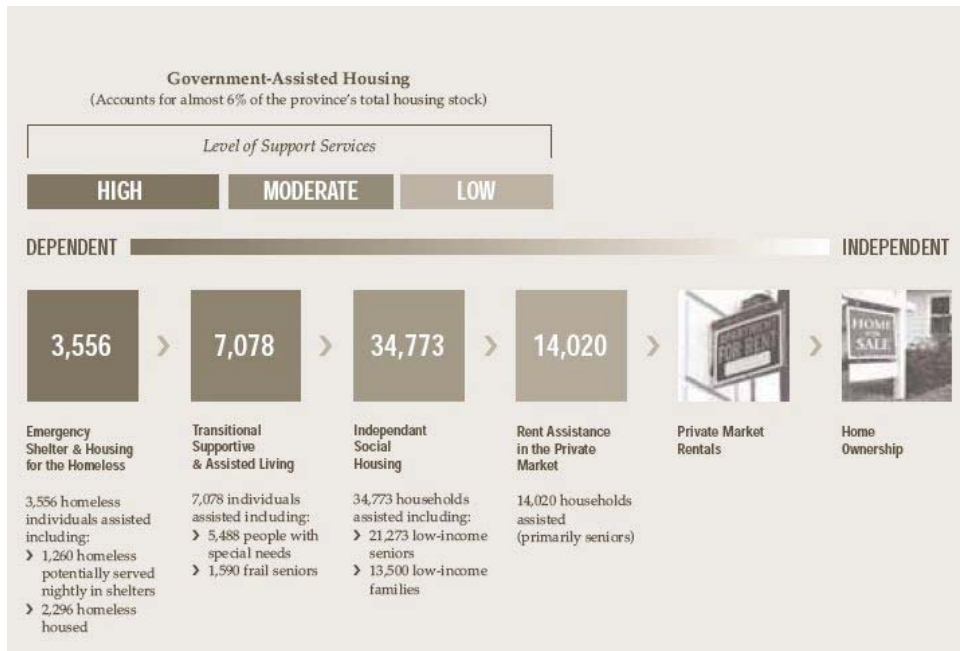 Government-Assisted Housing
(Accounts for almost 6% of the province's total housing stock)
Level of Support Services
HIGH
MODERATE
LOW
DEPENDENT
INDEPENDENT
3,556
7,078
34,773
14,020
APARTMENT
FOR RENT
HOME
FOR
SALE
Emergency
Shelter & Housing
for the Homeless
3,556 homeless
individuals assisted
including:
› 1,260 homeless
potentially served
nightly in shelters
› 2,296 homeless
housed
Transitional
Supportive
& Assisted Living
7,078 individuals
assisted including:
› 5,488 people with
special needs
› 1,590 frail seniors
Independant
Social
Housing
34,773 households
assisted including:
› 21,273 low-income
seniors
› 13,500 low-income
families
Rent Assistance
in the Private
Market
14,020 households
assisted
(primarily seniors)
Private Market
Rentals
Home
Ownership